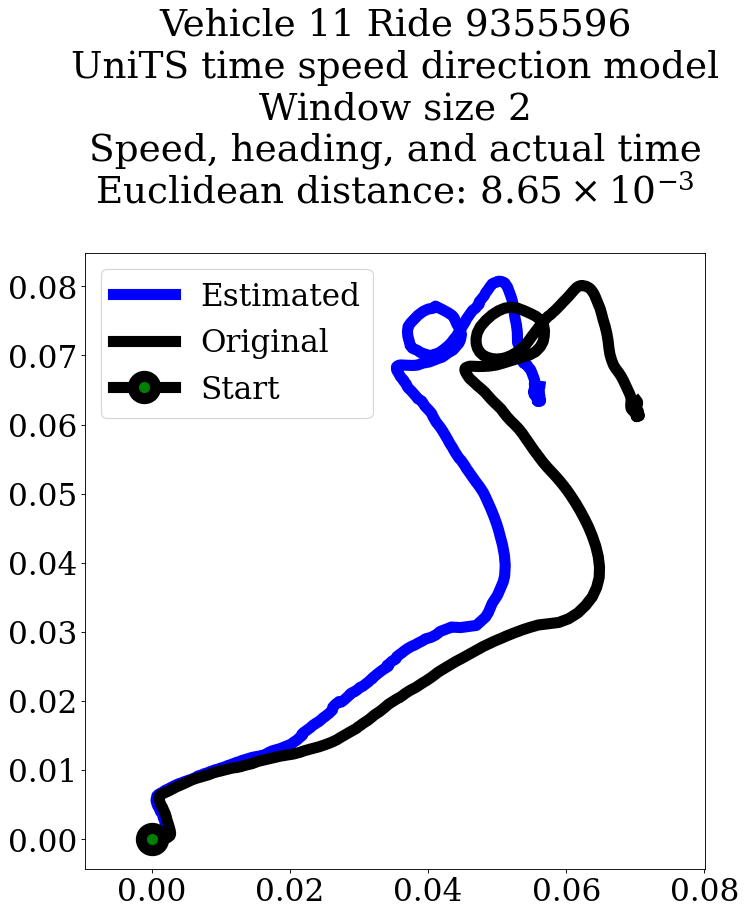 Vehicle 11 Ride 9355596
UniTS time speed direction model
Window size 2
Speed, heading, and actual time
Euclidean distance: 8.65 × 10⁻³
Estimated
Original
Start
0.08
0.07
0.06
0.05
0.04
0.03
0.02
0.01
0.00
0.00 0.02 0.04 0.06 0.08